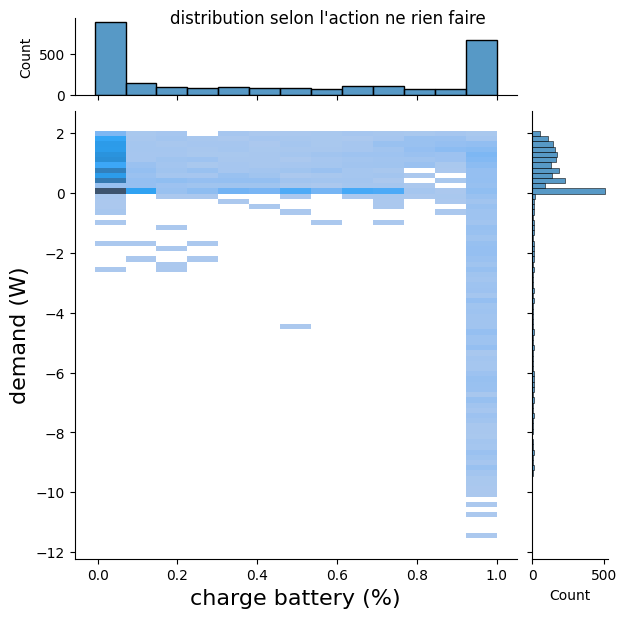 distribution selon l'action ne rien faire
Count
500
0
2
0
−2
−4
−6
−8
−10
−12
demand (W)
0.0 0.2 0.4 0.6 0.8 1.0
charge battery (%)
0 500
Count